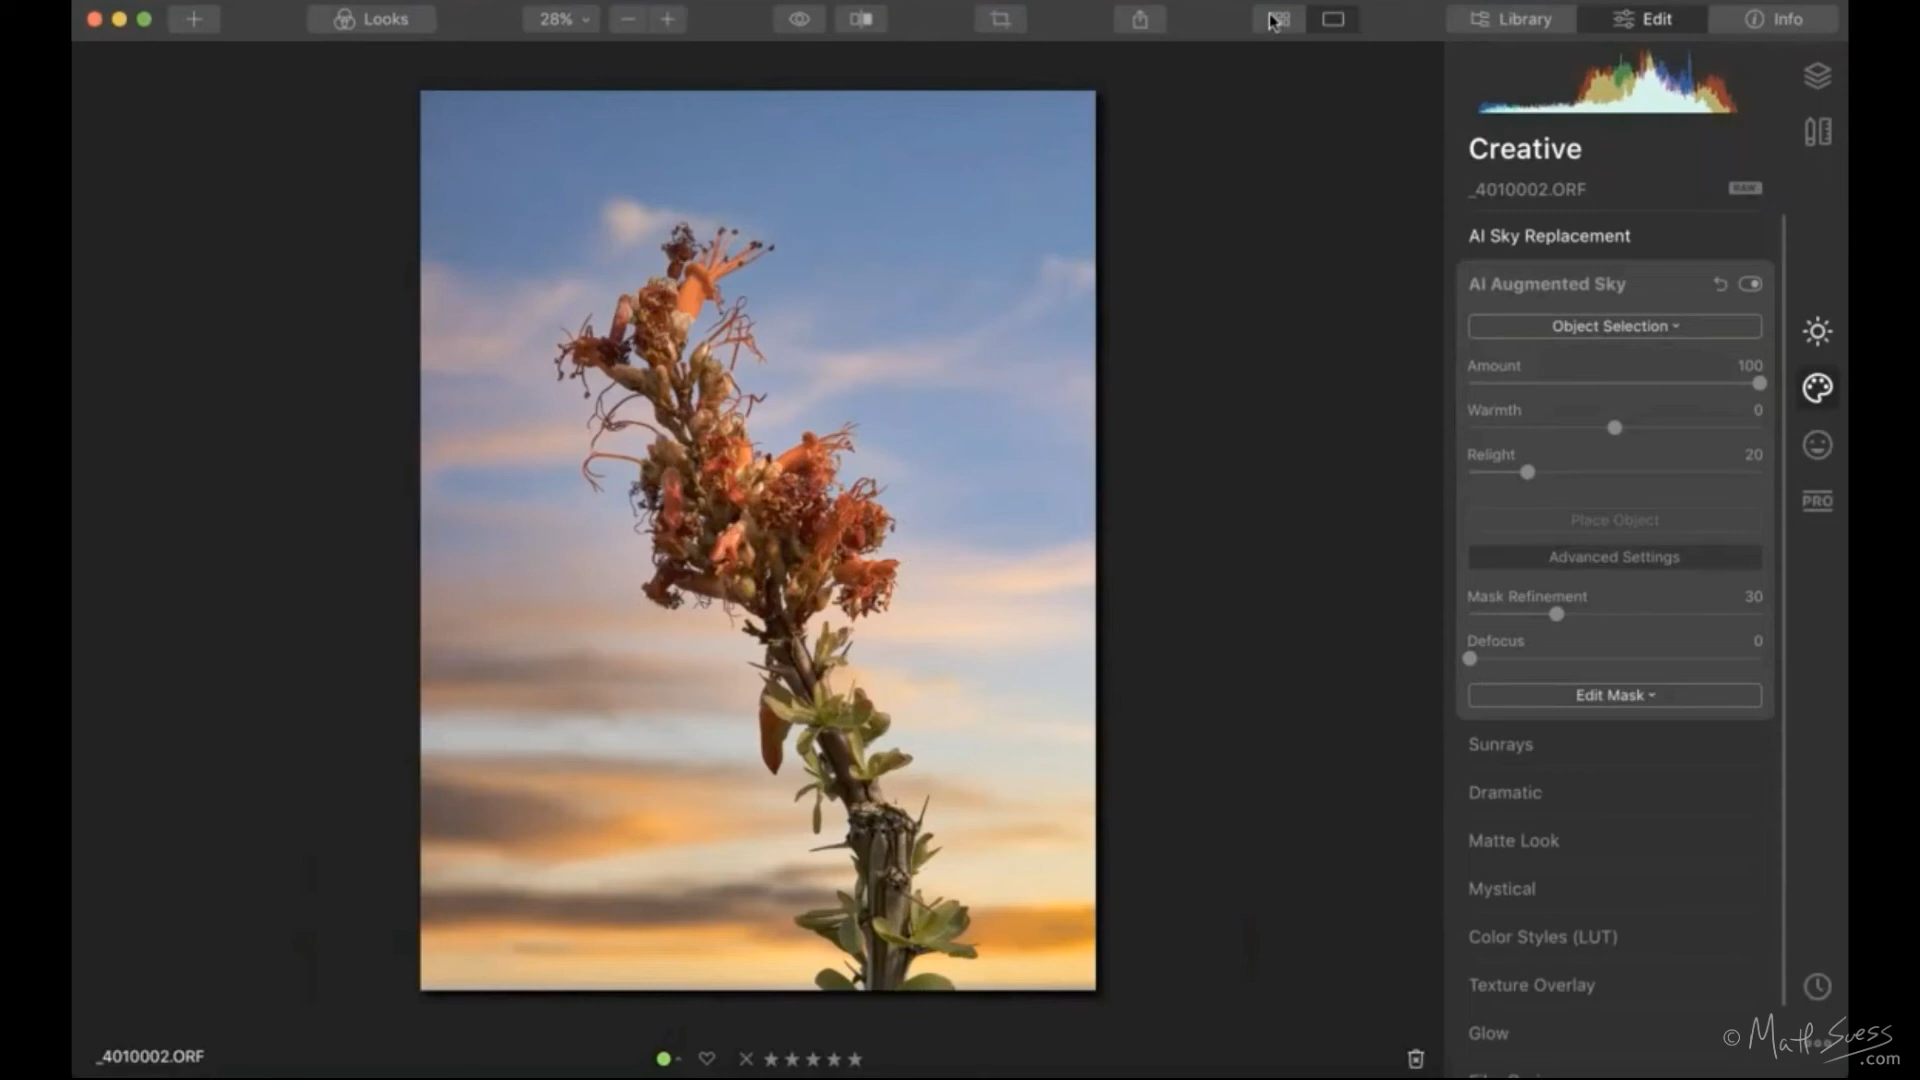 Looks
28%
Library
Edit
Info
Creative
_4010002.ORF
RAW
AI Sky Replacement
AI Augmented Sky
Object Selection
Amount 100
Warmth 0
Relight 20
Place Object
Advanced Settings
Mask Refinement 30
Defocus 0
Edit Mask
Sunrays
Dramatic
Matte Look
Mystical
Color Styles (LUT)
Texture Overlay
Glow
PRO
_4010002.ORF
© Matt Suess
.com